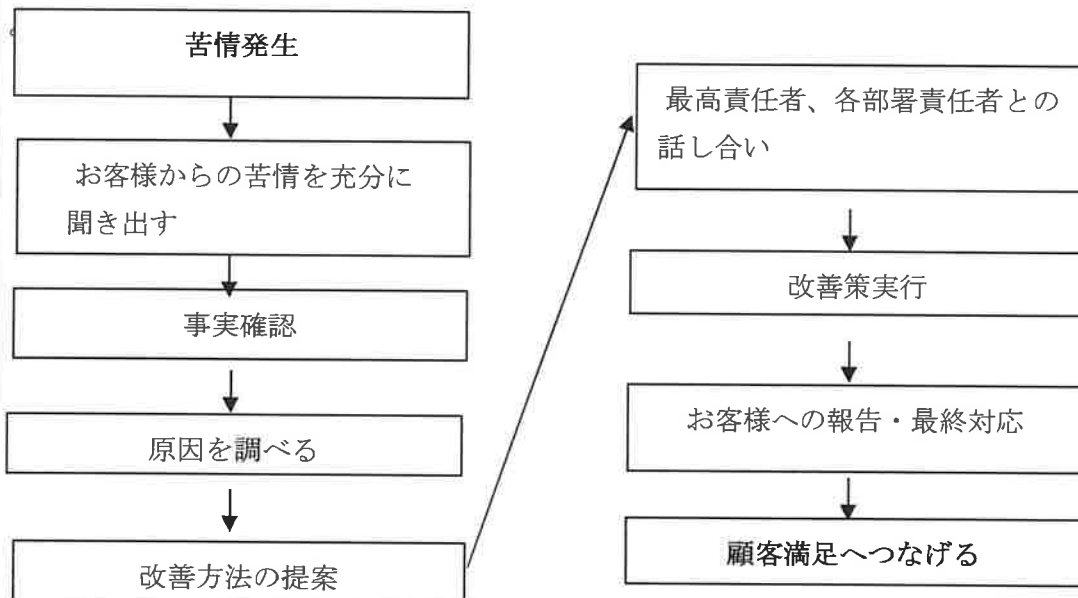 苦情発生
お客様からの苦情を充分に
聞き出す
事実確認
原因を調べる
改善方法の提案
最高責任者、各部署責任者との
話し合い
改善策実行
お客様への報告・最終対応
顧客満足へつなげる